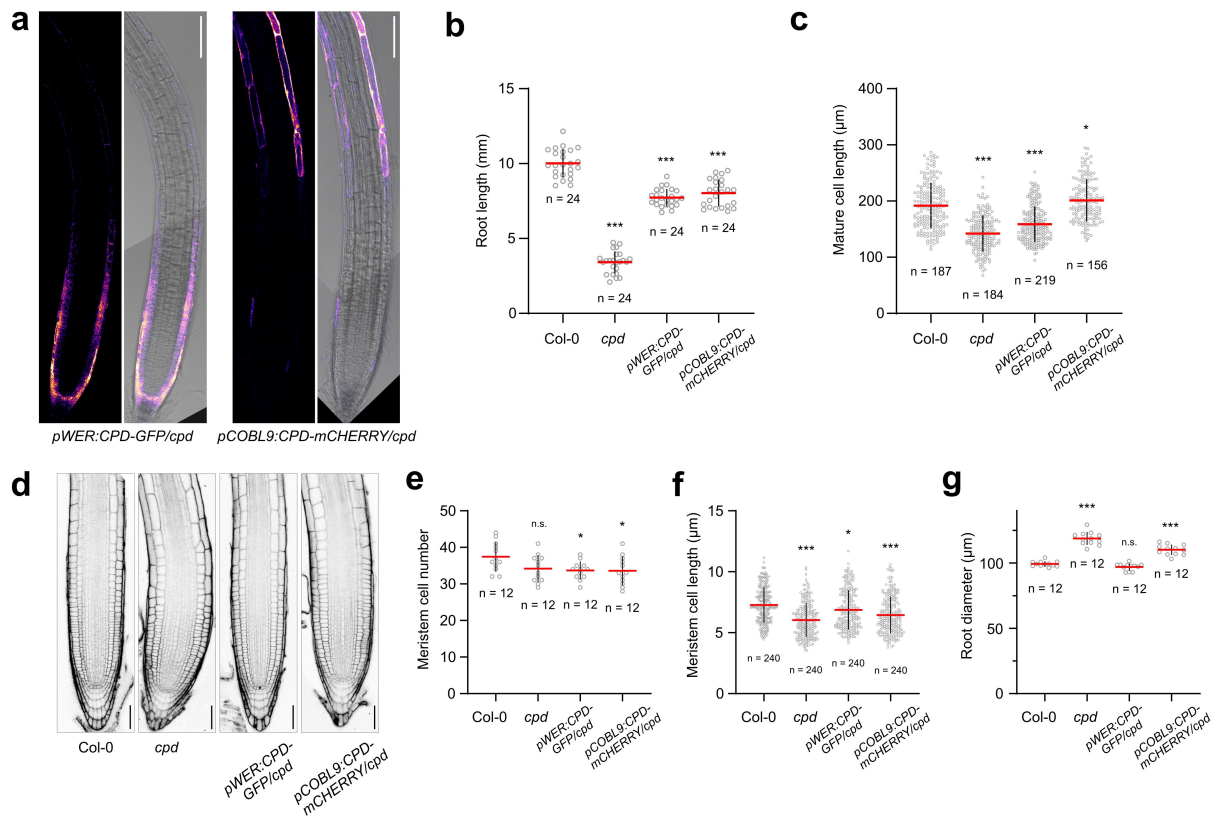 a
pWER:CPD-GFP/cpd
pCOBL9:CPD-mCHERRY/cpd
b
Root length (mm)
15
10
5
0
***
***
***
n = 24
n = 24
n = 24
n = 24
Col-0
cpd
pWER:CPD-
GFP/cpd
pCOBL9:CPD-
mCHERRY/cpd
c
Mature cell length (μm)
400
300
200
100
0
***
***
*
n = 187
n = 184
n = 219
n = 156
Col-0
cpd
pWER:CPD-
GFP/cpd
pCOBL9:CPD-
mCHERRY/cpd
d
Col-0
cpd
pWER:CPD-
GFP/cpd
pCOBL9:CPD-
mCHERRY/cpd
e
Meristem cell number
50
40
30
20
10
0
n.s.
*
*
n = 12
n = 12
n = 12
n = 12
Col-0
cpd
pWER:CPD-
GFP/cpd
pCOBL9:CPD-
mCHERRY/cpd
f
Meristem cell length (μm)
15
10
5
0
***
*
***
n = 240
n = 240
n = 240
n = 240
Col-0
cpd
pWER:CPD-
GFP/cpd
pCOBL9:CPD-
mCHERRY/cpd
g
Root diameter (μm)
100
50
0
***
n.s.
***
n = 12
n = 12
n = 12
n = 12
Col-0
cpd
pWER:CPD-
GFP/cpd
pCOBL9:CPD-
mCHERRY/cpd